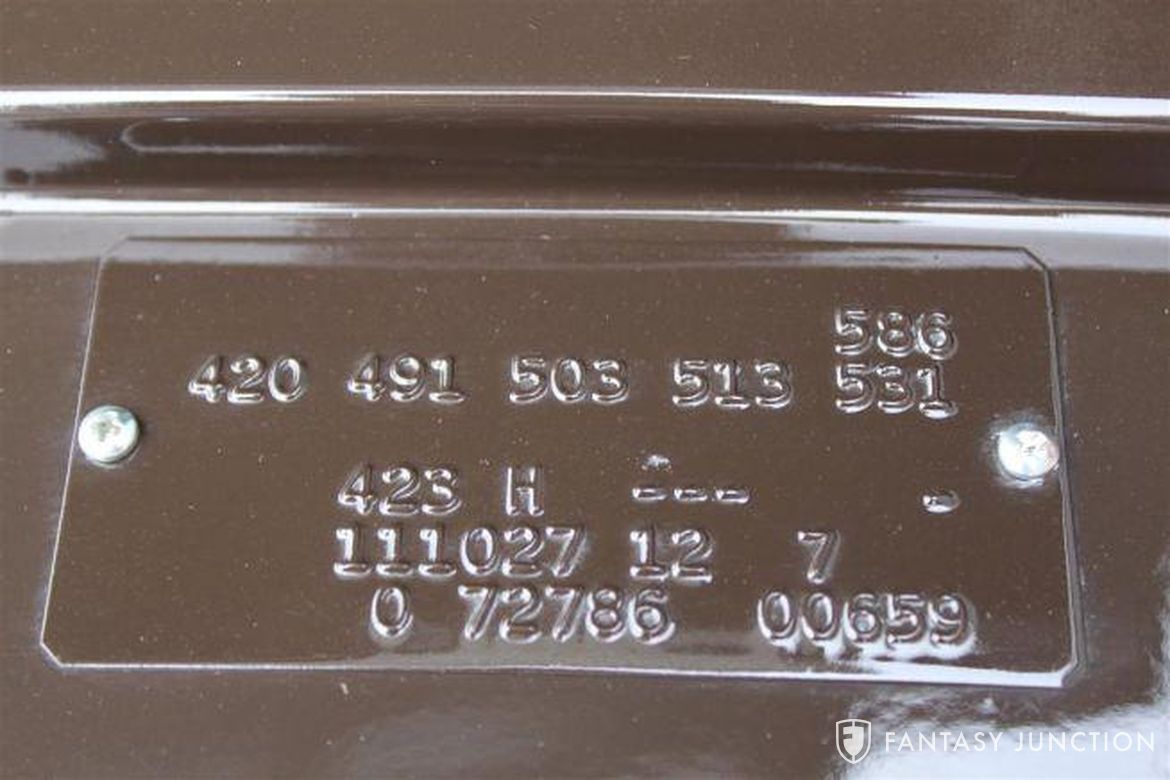 586
420 491 503 513 531
423 H --- -
111027 12 7
0 72786 00659
FANTASY JUNCTION